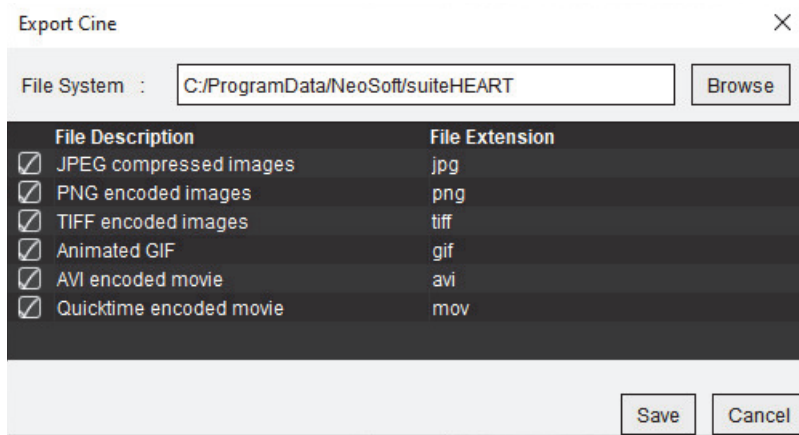 Export Cine
File System : C:/ProgramData/NeoSoft/suiteHEART Browse
File Description File Extension
JPEG compressed images jpg
PNG encoded images png
TIFF encoded images tiff
Animated GIF gif
AVI encoded movie avi
Quicktime encoded movie mov
Save Cancel